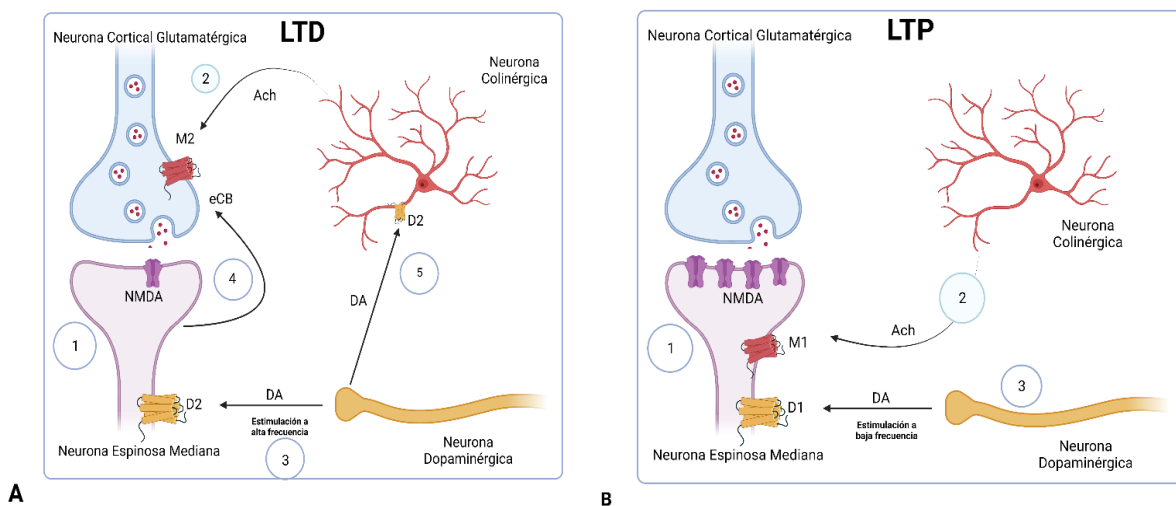 LTD
Neurona Cortical Glutamatérgica
Neurona
Colinérgica
2
Ach
M2
eCB
D2
4
5
NMDA
DA
1
DA
D2
Estimulación a
alta frecuencia
3
Neurona Espinosa Mediana
Neurona
Dopaminérgica
A
LTP
Neurona Cortical Glutamatérgica
Neurona
Colinérgica
NMDA
2
Ach
1
M1
3
DA
D1
Estimulación a
baja frecuencia
Neurona Espinosa Mediana
Neurona
Dopaminérgica
B